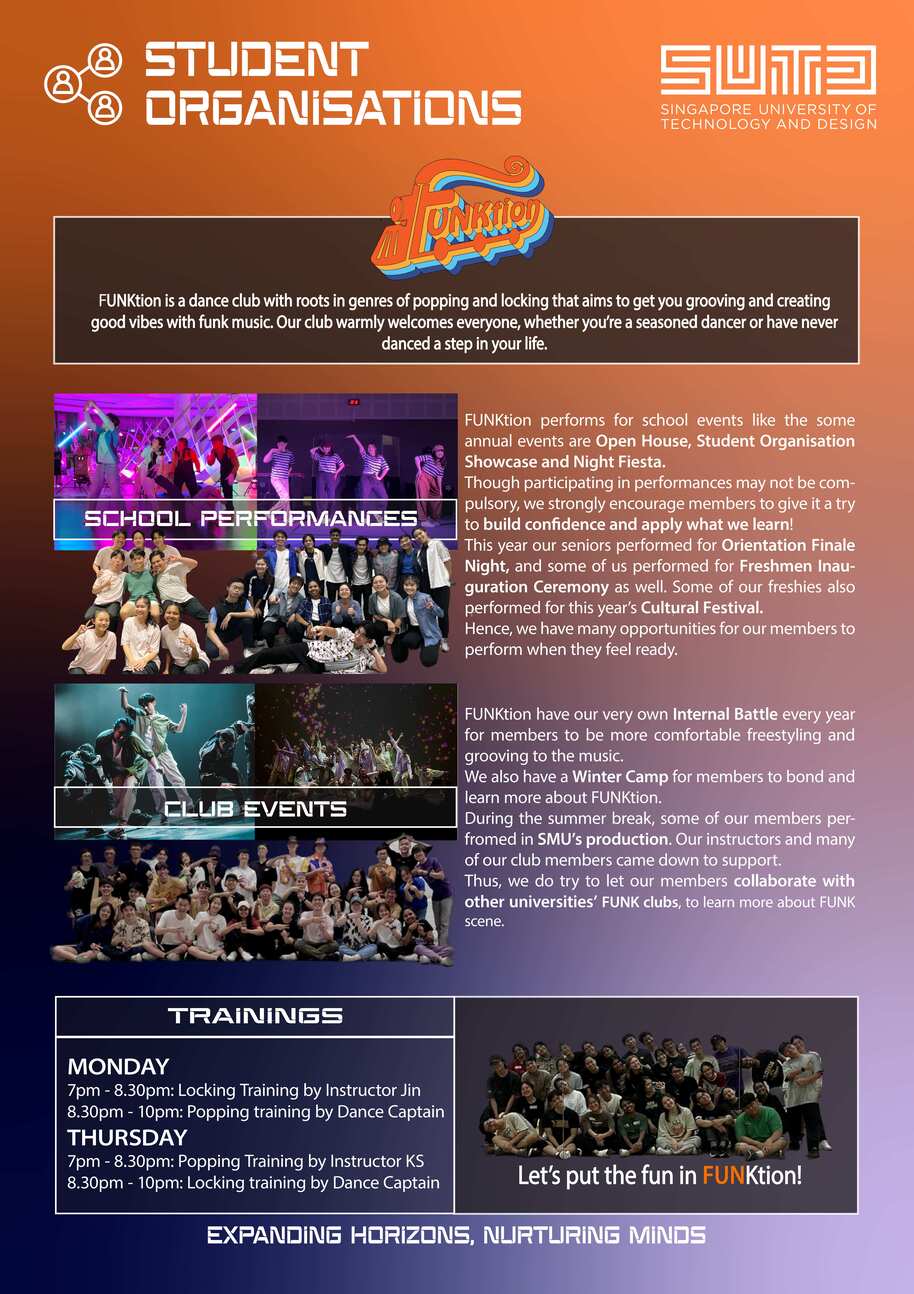 STUDENT
ORGANISATIONS
SUTD
SINGAPORE UNIVERSITY OF
TECHNOLOGY AND DESIGN
FUNKtion
FUNKtion is a dance club with roots in genres of popping and locking that aims to get you grooving and creating
good vibes with funk music. Our club warmly welcomes everyone, whether you're a seasoned dancer or have never
danced a step in your life.
SCHOOL PERFORMANCES
FUNKtion performs for school events like the some
annual events are Open House, Student Organisation
Showcase and Night Fiesta.
Though participating in performances may not be com-
pulsory, we strongly encourage members to give it a try
to build confidence and apply what we learn!
This year our seniors performed for Orientation Finale
Night, and some of us performed for Freshmen Inau-
guration Ceremony as well. Some of our freshies also
performed for this year's Cultural Festival.
Hence, we have many opportunities for our members to
perform when they feel ready.
CLUB EVENTS
FUNKtion have our very own Internal Battle every year
for members to be more comfortable freestyling and
grooving to the music.
We also have a Winter Camp for members to bond and
learn more about FUNKtion.
During the summer break, some of our members per-
fromed in SMU's production. Our instructors and many
of our club members came down to support.
Thus, we do try to let our members collaborate with
other universities' FUNK clubs, to learn more about FUNK
scene.
TRAININGS
MONDAY
7pm - 8.30pm: Locking Training by Instructor Jin
8.30pm - 10pm: Popping training by Dance Captain
THURSDAY
7pm - 8.30pm: Popping Training by Instructor KS
8.30pm - 10pm: Locking training by Dance Captain
Let's put the fun in FUNKtion!
EXPANDING HORIZONS, NURTURING MINDS